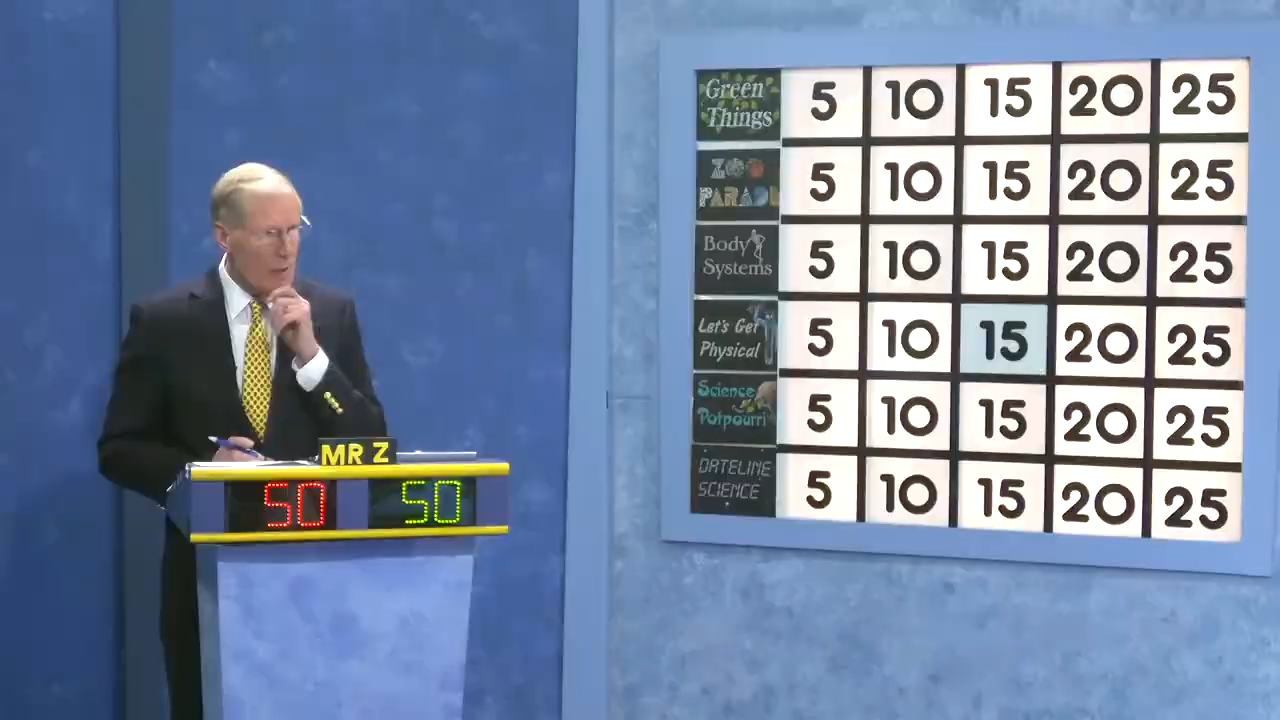 Green
Things
5 10 15 20 25
ZOO
PARADE
5 10 15 20 25
Body
Systems
5 10 15 20 25
Let's Get
Physical
5 10 15 20 25
Science
Potpourri
5 10 15 20 25
DATELINE
SCIENCE
5 10 15 20 25
MR Z
50 50